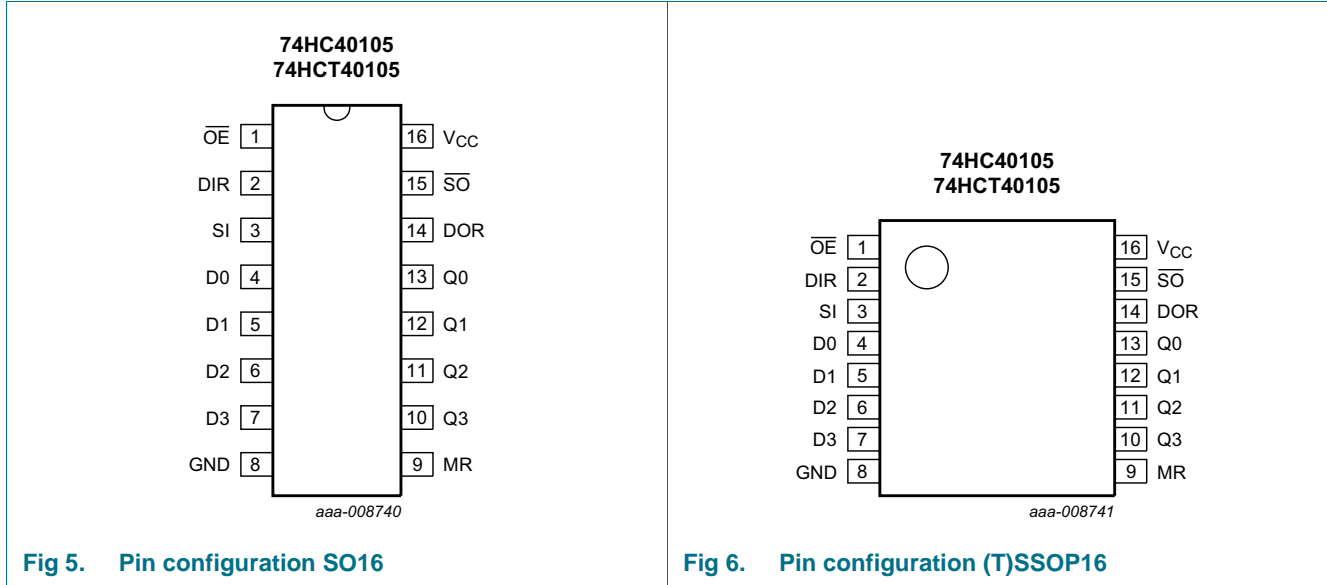 74HC40105
74HCT40105
OE 1 16 VCC
DIR 2 15 SO
SI 3 14 DOR
D0 4 13 Q0
D1 5 12 Q1
D2 6 11 Q2
D3 7 10 Q3
GND 8 9 MR
aaa-008740
Fig 5. Pin configuration SO16
74HC40105
74HCT40105
OE 1 16 VCC
DIR 2 15 SO
SI 3 14 DOR
D0 4 13 Q0
D1 5 12 Q1
D2 6 11 Q2
D3 7 10 Q3
GND 8 9 MR
aaa-008741
Fig 6. Pin configuration (T)SSOP16